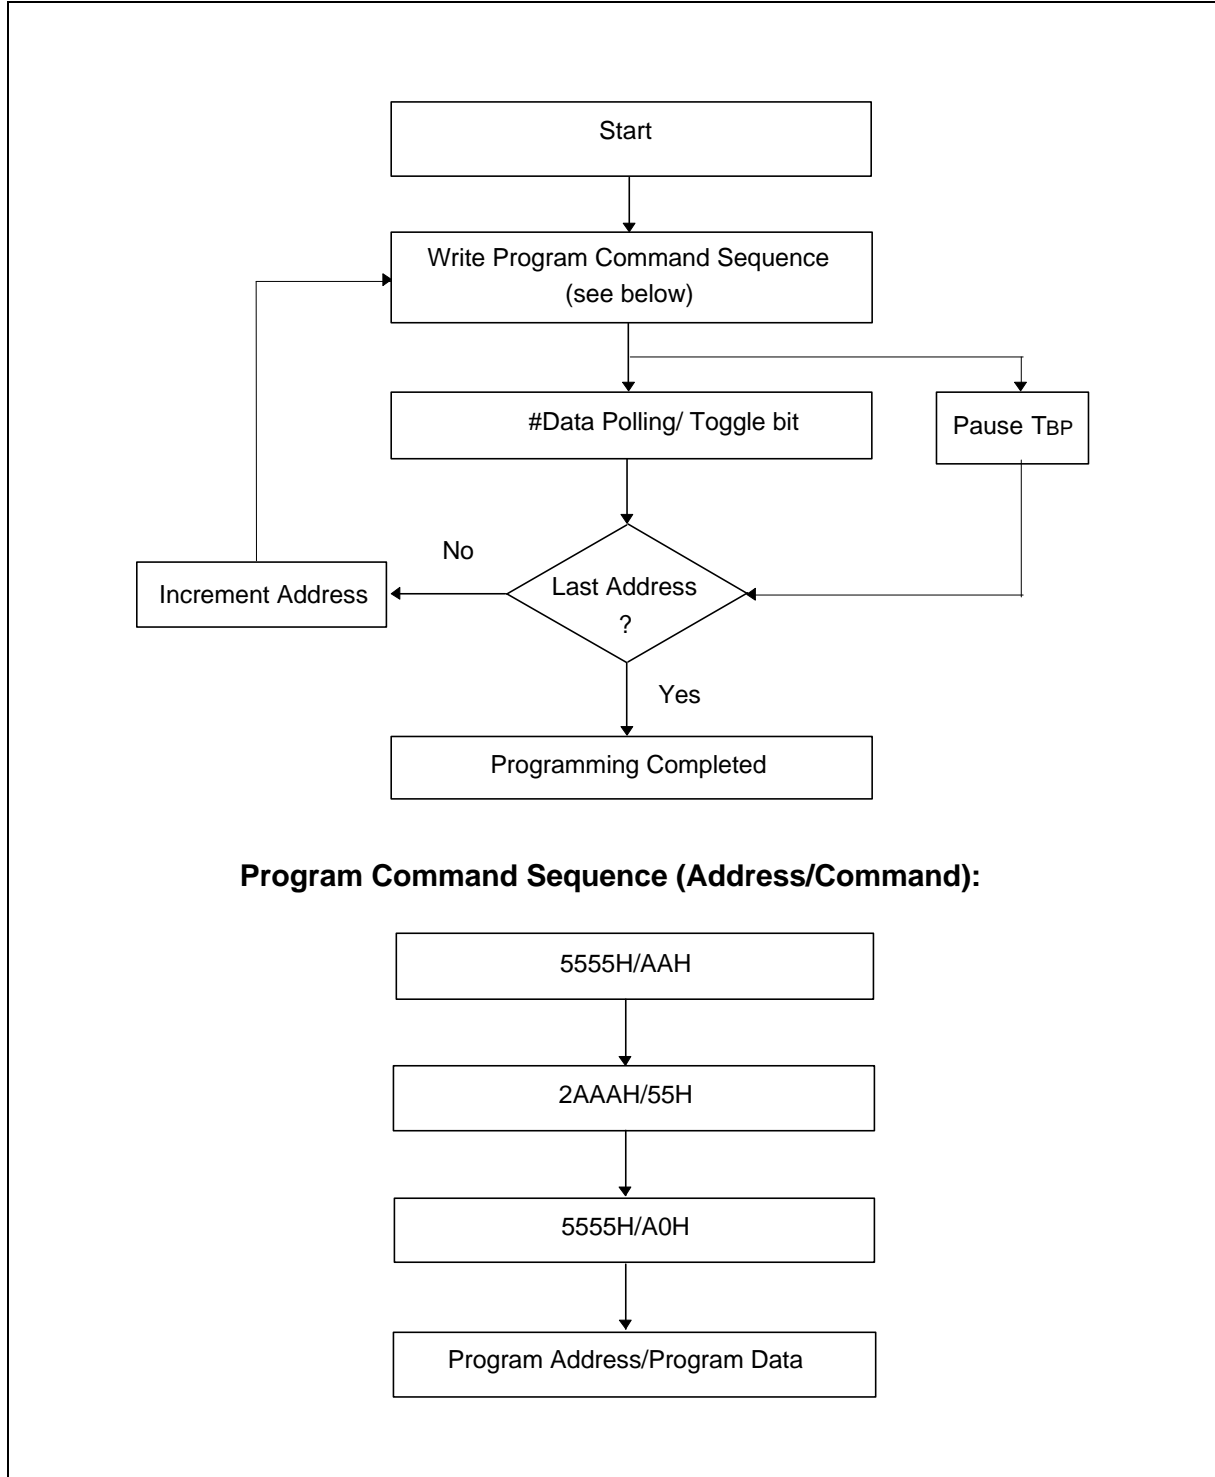 Start
Write Program Command Sequence
(see below)
#Data Polling/ Toggle bit
Pause TBP
No
Increment Address
Last Address
?
Yes
Programming Completed
Program Command Sequence (Address/Command):
5555H/AAH
2AAAH/55H
5555H/A0H
Program Address/Program Data